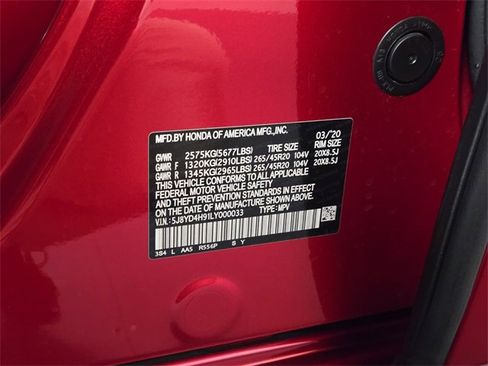 MFD.BY HONDA OF AMERICA MFG.,INC. 03/'20
GVWR 2575KG(5677LBS) RIM SIZE
GAWR F 1320KG(2910LBS) 265/45R20 104V 20X8.5J
GAWR R 1345KG(2965LBS) 265/45R20 104V 20X8.5J
THIS VEHICLE CONFORMS TO ALL APPLICABLE
FEDERAL MOTOR VEHICLE SAFETY
AND THEFT PREVENTION STANDARDS IN EFFECT
ON THE DATE OF MANUFACTURE SHOWN ABOVE.
V.I.N.: 5J8YD4H91LY000033 TYPE: MPV
3S4 L AA5 R556P S Y